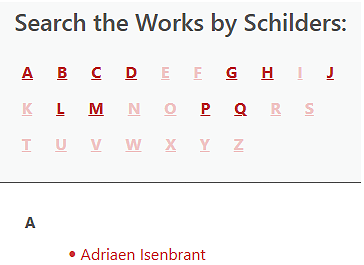 Search the Works by Schilders:
A B C D E F G H I J
K L M N O P Q R S
T U V W X Y Z
A
• Adriaen Isenbrant